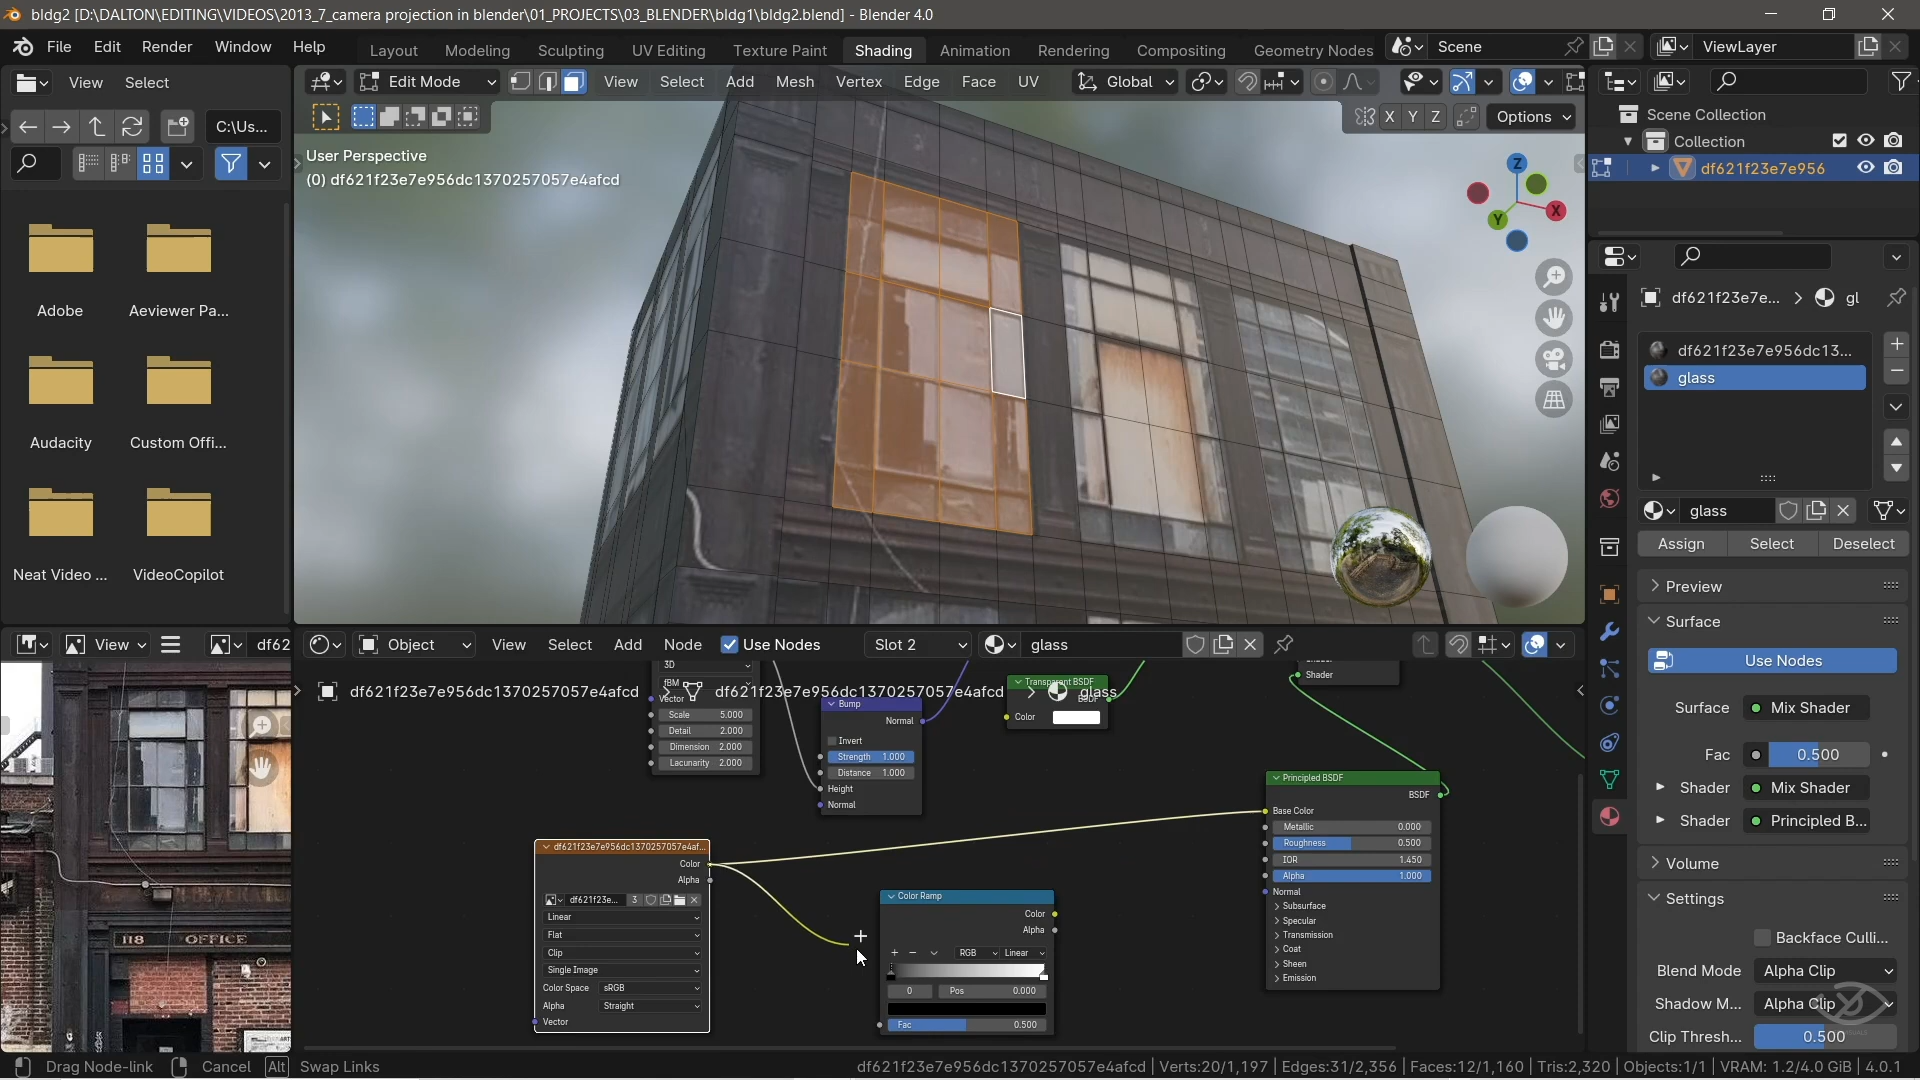 bldg2 [D:\DALTON\EDITING\VIDEOS\2013_7_camera projection in blender\01_PROJECTS\03_BLENDER\bldg1\bldg2.blend] - Blender 4.0
File Edit Render Window Help Layout Modeling Sculpting UV Editing Texture Paint Shading Animation Rendering Compositing Geometry Nodes Scene ViewLayer
View Select Edit Mode View Select Add Mesh Vertex Edge Face UV Global
C:\Us... X Y Z Options
User Perspective
(0) df621f23e7e956dc1370257057e4afcd
Z
X
Y
Adobe Aeviewer Pa...
Audacity Custom Offi...
Neat Video ... VideoCopilot
Scene Collection
Collection
df621f23e7e956
df621f23e7e... > gl
df621f23e7e956dc13...
glass
glass
Assign Select Deselect
Preview
Surface
Use Nodes
Surface Mix Shader
Fac 0.500
Shader Mix Shader
Shader Principled B...
Volume
Settings
Backface Culli...
Blend Mode Alpha Clip
Shadow M... Alpha Clip
Clip Thresh... 0.500
View df62
118 OFFICE
Object View Select Add Node Use Nodes Slot 2 glass
df621f23e7e956dc1370257057e4afcd > df621f23e7e956dc1370257057e4afcd > glass
3D
fBM
Vector
Scale 5.000
Detail 2.000
Dimension 2.000
Lacunarity 2.000
Bump
Normal
Invert
Strength 1.000
Distance 1.000
Height
Normal
Transparent BSDF
BSDF
Color
Shader
Principled BSDF
BSDF
Base Color
Metallic 0.000
Roughness 0.500
IOR 1.450
Alpha 1.000
Normal
Subsurface
Specular
Transmission
Coat
Sheen
Emission
df621f23e7e956dc1370257057e4af...
Color
Alpha
df621f23e... 3
Linear
Flat
Clip
Single Image
Color Space sRGB
Alpha Straight
Vector
Color Ramp
Color
Alpha
RGB Linear
0 Pos 0.000
Fac 0.500
Drag Node-link Cancel Alt Swap Links
df621f23e7e956dc1370257057e4afcd | Verts:20/1,197 | Edges:31/2,356 | Faces:12/1,160 | Tris:2,320 | Objects:1/1 | VRAM: 1.2/4.0 GiB | 4.0.1